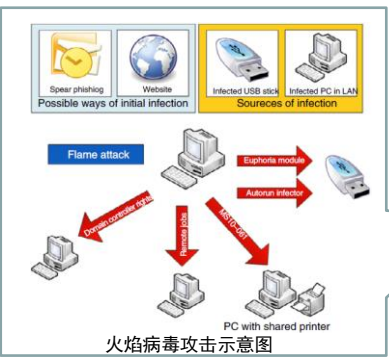 Spear phishiog
Website
Possible ways of initial infection
Infected USB stick
Infected PC in LAN
Soureces of infection
Flame attack
Euphoria module
Autorun infector
Domain controller rights
Remote jobs
MS10-061
PC with shared printer
火焰病毒攻击示意图